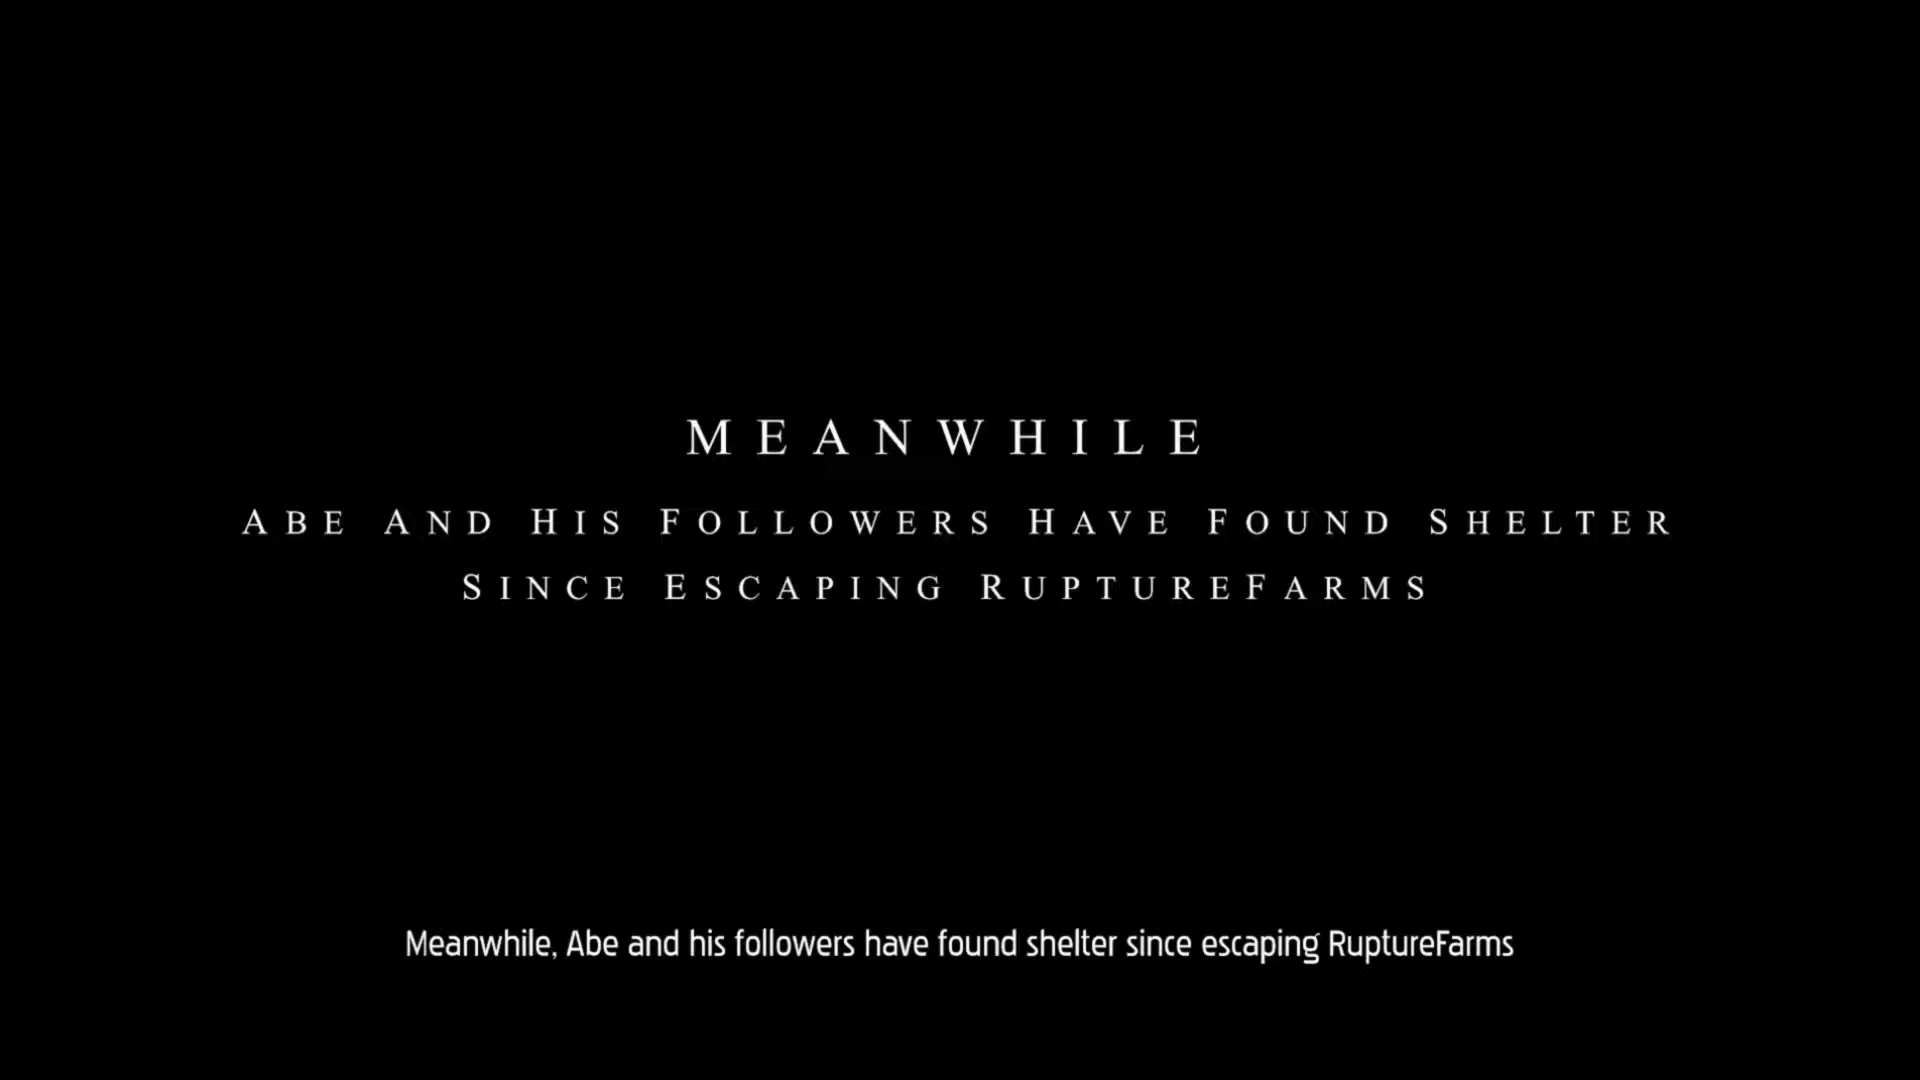 MEANWHILE
ABE AND HIS FOLLOWERS HAVE FOUND SHELTER
SINCE ESCAPING RUPTUREFARMS
Meanwhile, Abe and his followers have found shelter since escaping RuptureFarms